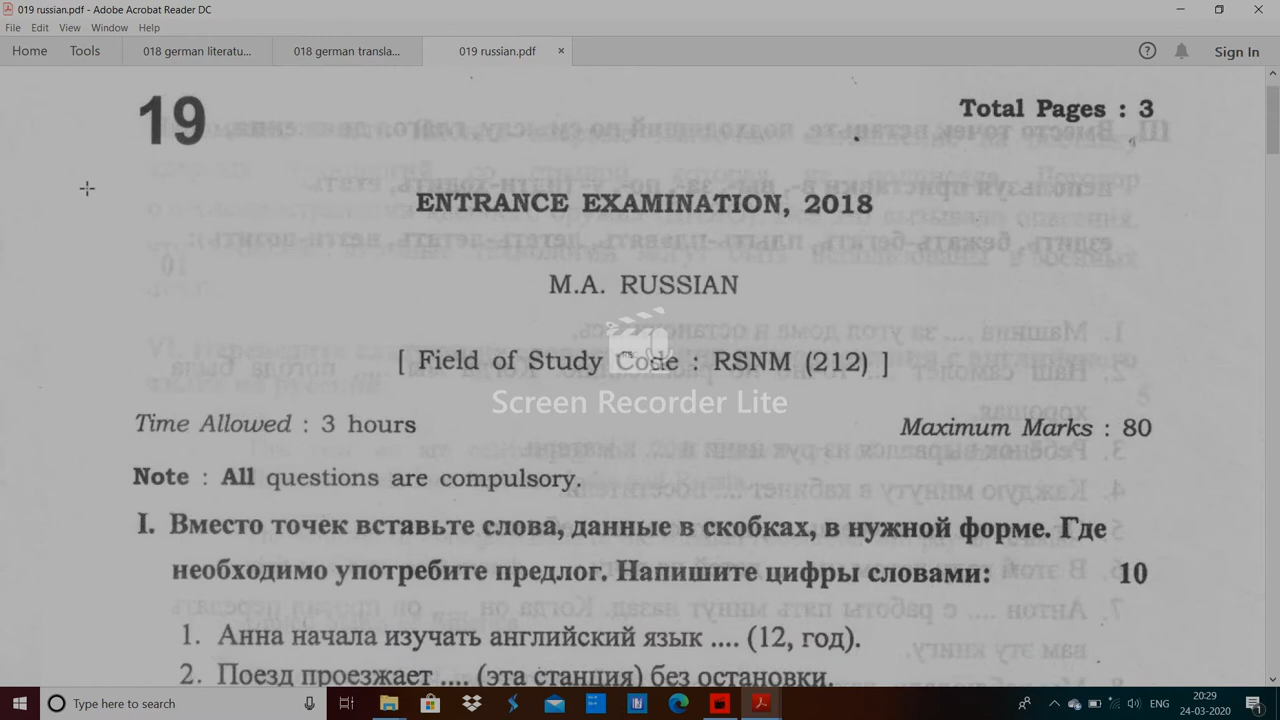 019 russian.pdf - Adobe Acrobat Reader DC
File Edit View Window Help
Home Tools 018 german literatu... 018 german transla... 019 russian.pdf × Sign In
19
Total Pages : 3
ENTRANCE EXAMINATION, 2018
M.A. RUSSIAN
[ Field of Study Code : RSNM (212) ]
Screen Recorder Lite
Time Allowed : 3 hours
Maximum Marks : 80
Note : All questions are compulsory.
I. Вместо точек вставьте слова, данные в скобках, в нужной форме. Где
необходимо употребите предлог. Напишите цифры словами: 10
1. Анна начала изучать английский язык .... (12, год).
2. Поезд проезжает .... (эта станция) без остановки.
Type here to search
ENG
20:29
24-03-2020